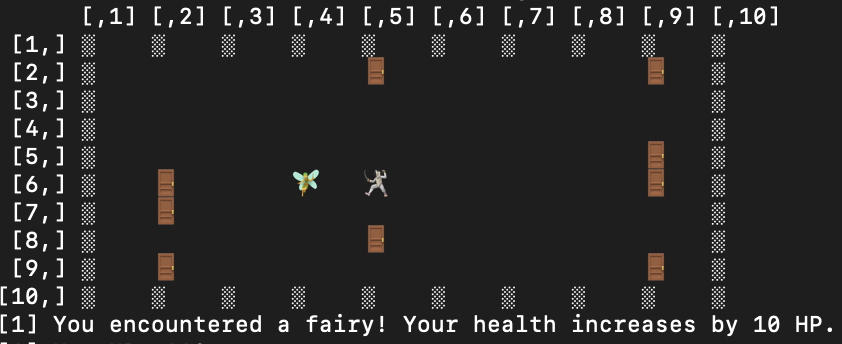 [,1] [,2] [,3] [,4] [,5] [,6] [,7] [,8] [,9] [,10]
[1,] ▒ ▒ ▒ ▒ ▒ ▒ ▒ ▒ ▒ ▒
[2,] ▒ 🚪 🚪 ▒
[3,] ▒ ▒
[4,] ▒ ▒
[5,] ▒ 🚪 ▒
[6,] ▒ 🚪 🧚 🤺 🚪 ▒
[7,] ▒ 🚪 ▒
[8,] ▒ 🚪 ▒
[9,] ▒ 🚪 🚪 ▒
[10,] ▒ ▒ ▒ ▒ ▒ ▒ ▒ ▒ ▒ ▒
[1] You encountered a fairy! Your health increases by 10 HP.